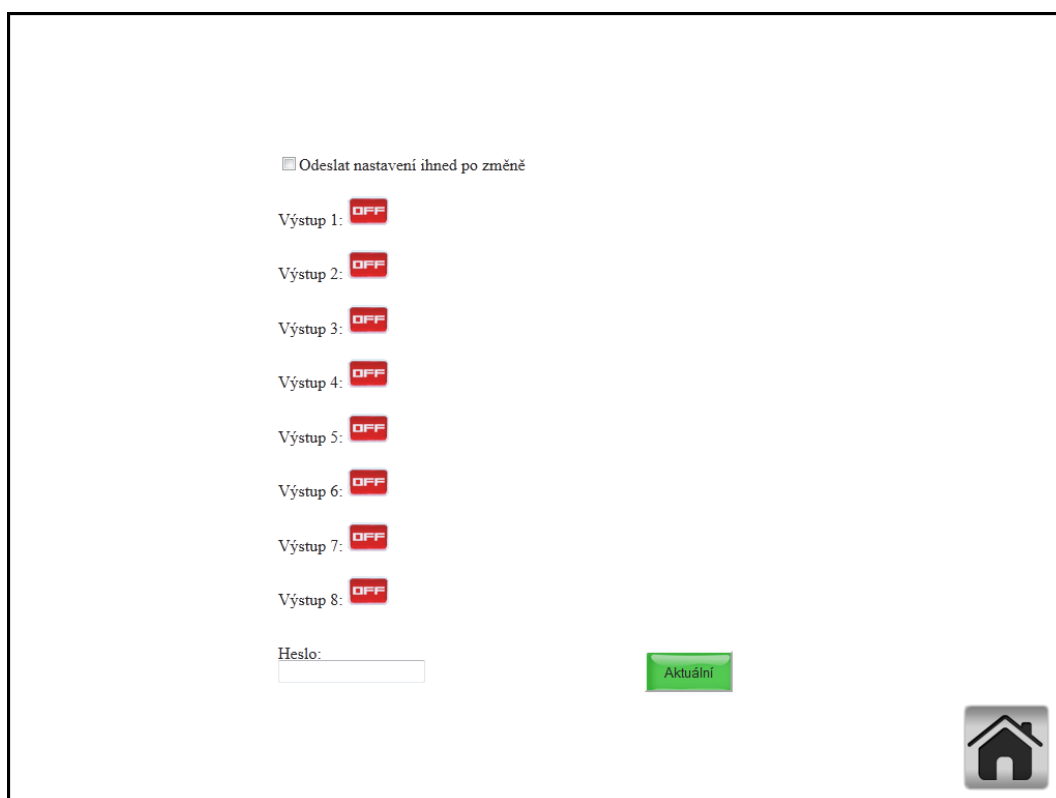 Odeslat nastavení ihned po změně
Výstup 1: OFF
Výstup 2: OFF
Výstup 3: OFF
Výstup 4: OFF
Výstup 5: OFF
Výstup 6: OFF
Výstup 7: OFF
Výstup 8: OFF
Heslo:
Aktuální